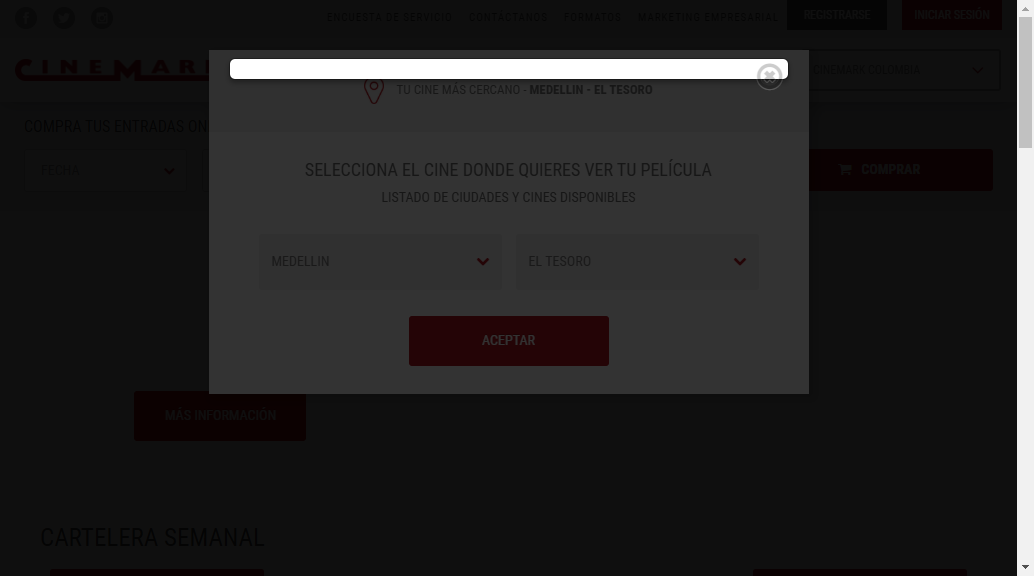 ENCUESTA DE SERVICIO CONTÁCTANOS FORMATOS MARKETING EMPRESARIAL REGISTRARSE INICIAR SESIÓN
CINEMARK COLOMBIA
TU CINE MÁS CERCANO - MEDELLIN - EL TESORO
COMPRA TUS ENTRADAS ON
FECHA
COMPRAR
SELECCIONA EL CINE DONDE QUIERES VER TU PELÍCULA
LISTADO DE CIUDADES Y CINES DISPONIBLES
MEDELLIN EL TESORO
ACEPTAR
MÁS INFORMACIÓN
CARTELERA SEMANAL